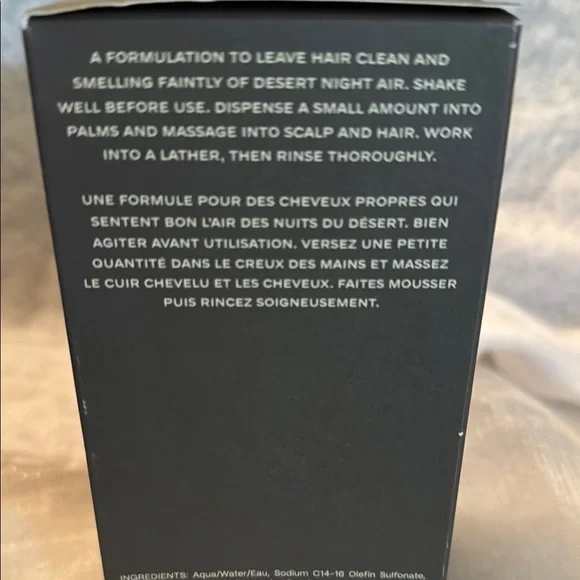 A FORMULATION TO LEAVE HAIR CLEAN AND
SMELLING FAINTLY OF DESERT NIGHT AIR. SHAKE
WELL BEFORE USE. DISPENSE A SMALL AMOUNT INTO
PALMS AND MASSAGE INTO SCALP AND HAIR. WORK
INTO A LATHER, THEN RINSE THOROUGHLY.
UNE FORMULE POUR DES CHEVEUX PROPRES QUI
SENTENT BON L'AIR DES NUITS DU DÉSERT. BIEN
AGITER AVANT UTILISATION. VERSEZ UNE PETITE
QUANTITÉ DANS LE CREUX DES MAINS ET MASSEZ
LE CUIR CHEVELU ET LES CHEVEUX. FAITES MOUSSER
PUIS RINCEZ SOIGNEUSEMENT.
INGREDIENTS: Aqua/Water/Eau, Sodium C14-16 Olefin Sulfonate,